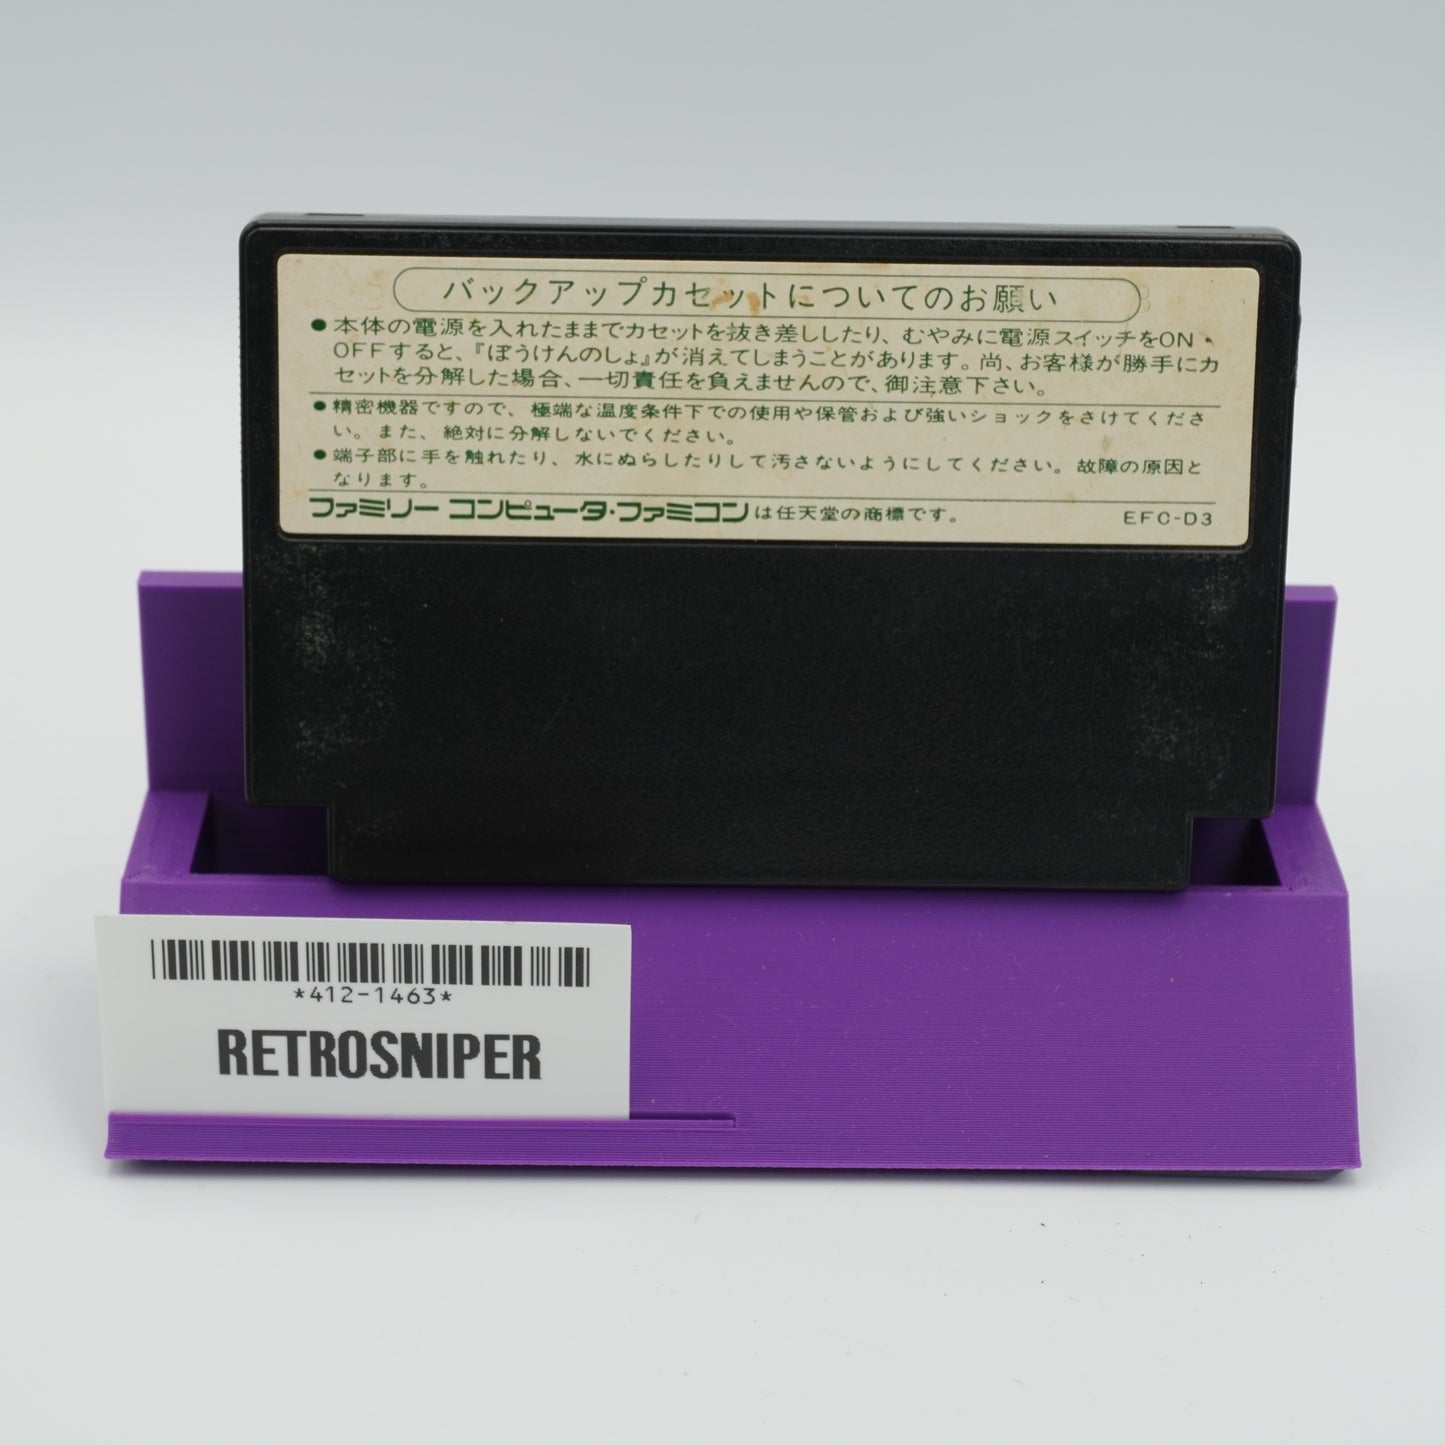 バックアップカセットについてのお願い
●本体の電源を入れたままでカセットを抜き差ししたり、むやみに電源スイッチをON・
OFFすると、『ぼうけんのしょ』が消えてしまうことがあります。尚、お客様が勝手にカ
セットを分解した場合、一切責任を負えませんので、御注意下さい。
●精密機器ですので、極端な温度条件下での使用や保管および強いショックをさけてくださ
い。また、絶対に分解しないでください。
●端子部に手を触れたり、水にぬらしたりして汚さないようにしてください。故障の原因と
なります。
ファミリーコンピュータ・ファミコンは任天堂の商標です。 EFC-D3
*412-1463*
RETROSNIPER